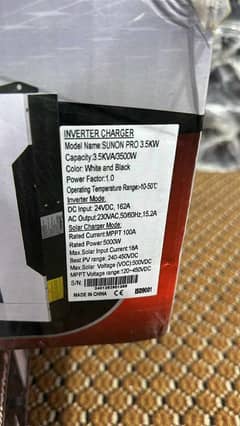 INVERTER CHARGER
Model Name:SUNON PRO 3.5KW
Capacity:3.5KVA/3500W
Color: White and Black
Power Factor:1.0
Operating Temperature Range:-10-50°C
Inverter Mode:
DC Input: 24VDC, 162A
AC Output:230VAC,50/60Hz,15.2A
Solar Charger Mode:
Rated Current:MPPT 100A
Rated Power 5000W
Max.Solar Input Current:18A
Best PV range: 240-450VDC
Max.Solar Voltage (VOC):500VDC
MPPT Voltage range:120~450VDC
S/N:
MADE IN CHINA CE ISO9001